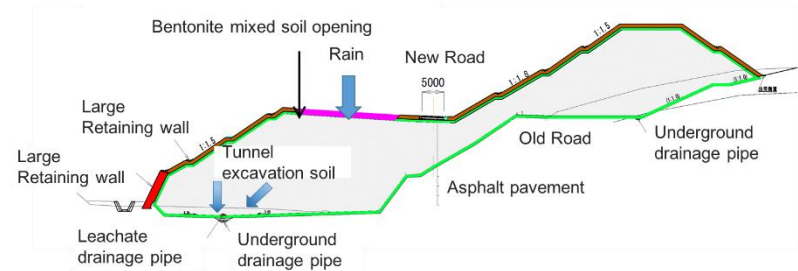 Bentonite mixed soil opening
Rain
New Road
5000
1:1.5
1:1.8
Large
Retaining wall
1:1.5
Large
Retaining wall
Tunnel
excavation soil
Old Road
Underground
drainage pipe
Asphalt pavement
Leachate
drainage pipe
Underground
drainage pipe